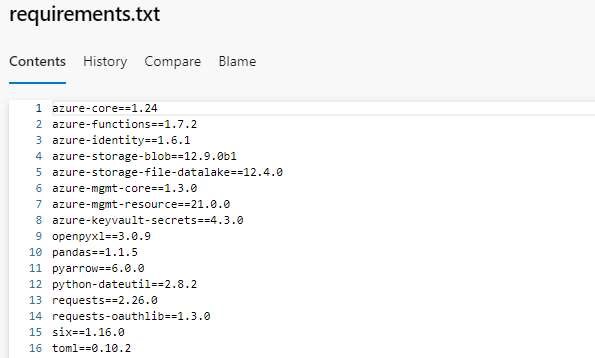 requirements.txt
Contents History Compare Blame
1 azure-core==1.24
2 azure-functions==1.7.2
3 azure-identity==1.6.1
4 azure-storage-blob==12.9.0b1
5 azure-storage-file-datalake==12.4.0
6 azure-mgmt-core==1.3.0
7 azure-mgmt-resource==21.0.0
8 azure-keyvault-secrets==4.3.0
9 openpyxl==3.0.9
10 pandas==1.1.5
11 pyarrow==6.0.0
12 python-dateutil==2.8.2
13 requests==2.26.0
14 requests-oauthlib==1.3.0
15 six==1.16.0
16 toml==0.10.2